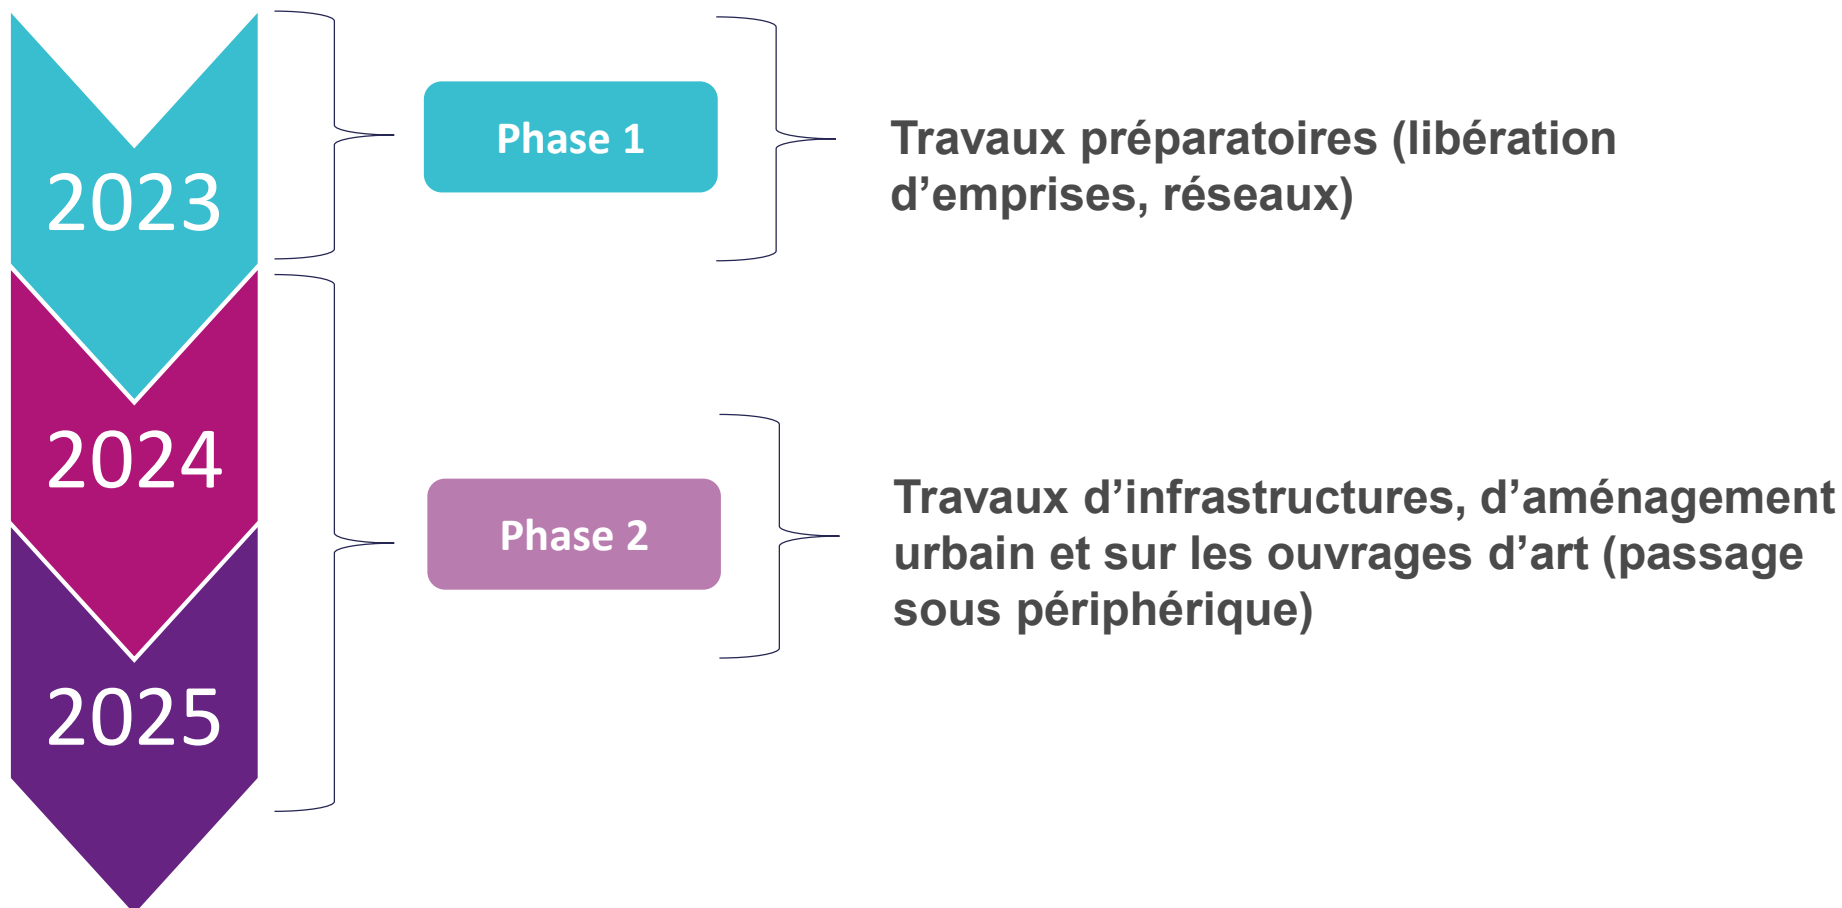 2023
Phase 1
Travaux préparatoires (libération
d’emprises, réseaux)
2024
2025
Phase 2
Travaux d’infrastructures, d’aménagement
urbain et sur les ouvrages d’art (passage
sous périphérique)